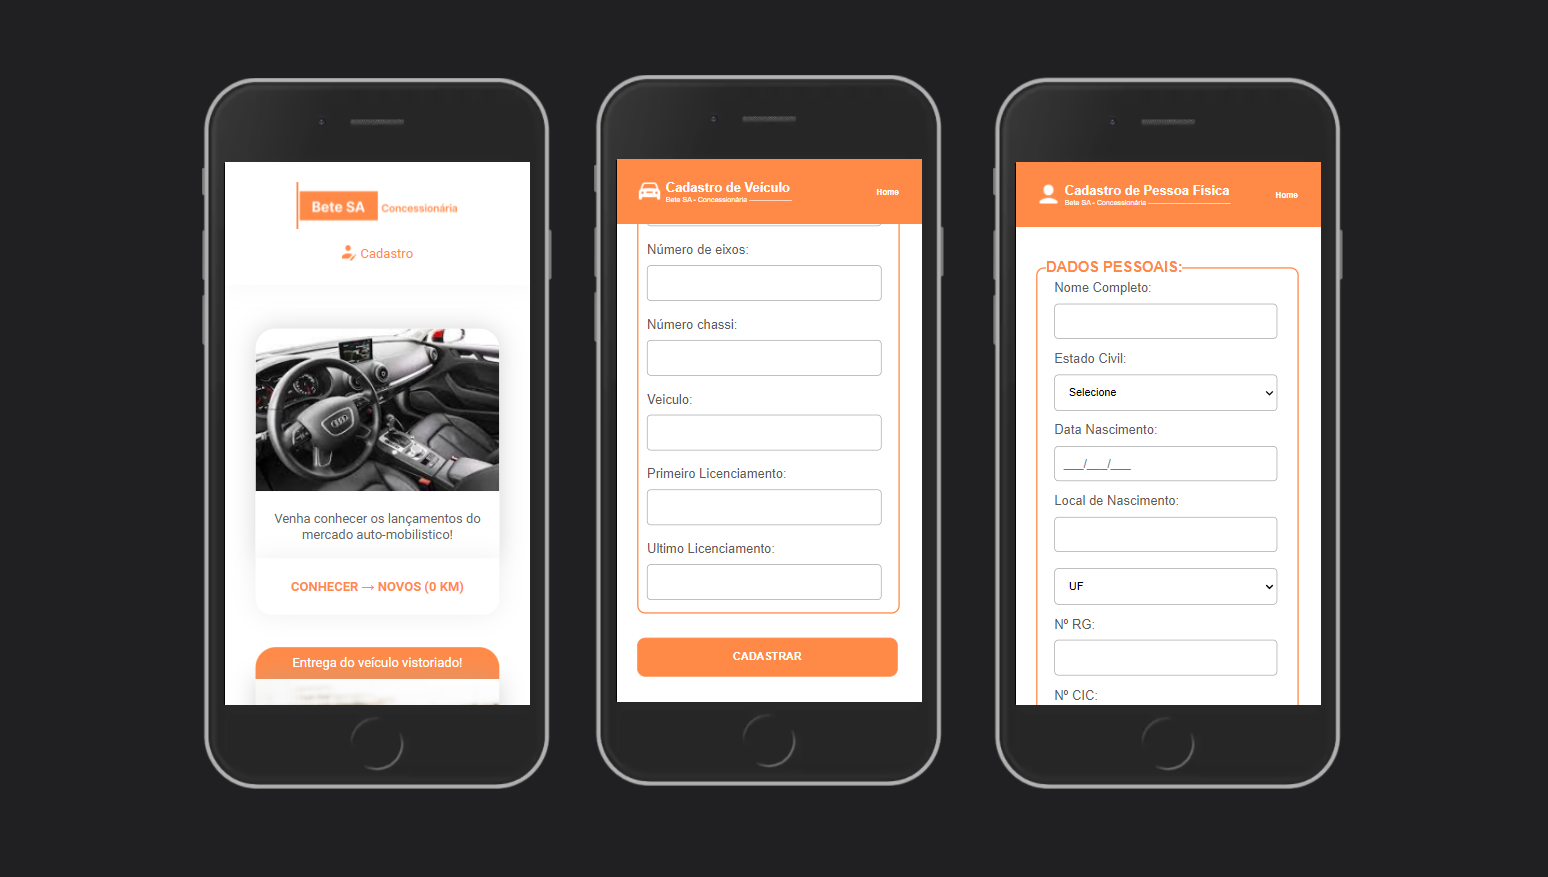 Bete SA Concessionária
Cadastro
Venha conhecer os lançamentos do
mercado auto-mobilistico!
CONHECER → NOVOS (0 KM)
Entrega do veículo vistoriado!
Cadastro de Veículo
Bete SA - Concessionária
Home
Número de eixos:
Número chassi:
Veiculo:
Primeiro Licenciamento:
Ultimo Licenciamento:
CADASTRAR
Cadastro de Pessoa Física
Bete SA - Concessionária
Home
DADOS PESSOAIS:
Nome Completo:
Estado Civil:
Selecione
Data Nascimento:
___/___/___
Local de Nascimento:
UF
Nº RG:
Nº CIC: